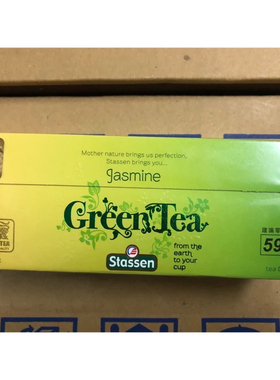 Mother nature brings us perfection,
Stassen brings you...
jasmine
Green Tea
from the
earth
to your
cup
Stassen
59